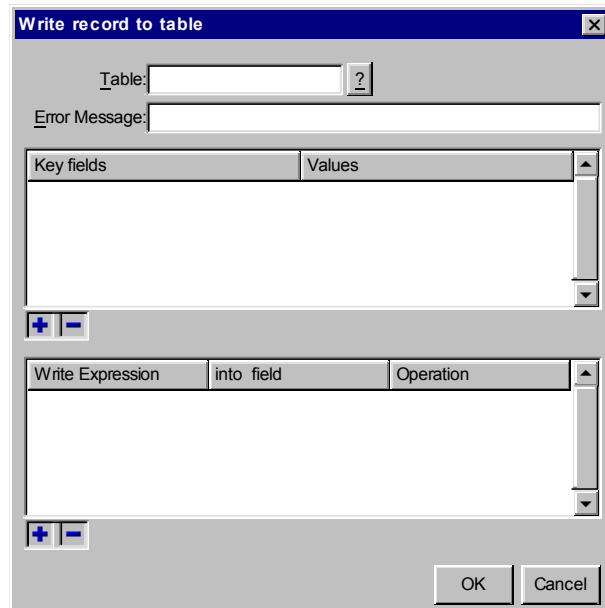 Write record to table
Table: ?
Error Message:
Key fields Values
Write Expression into field Operation
OK Cancel